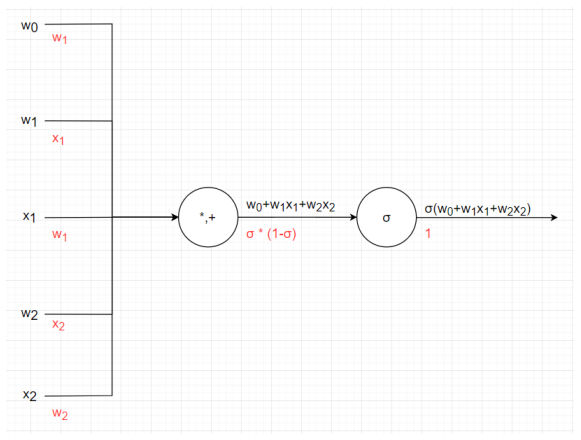 w0
w1
w1
x1
x1
w1
w2
x2
x2
w2
*,+
w0+w1x1+w2x2
σ * (1-σ)
σ
σ(w0+w1x1+w2x2)
1